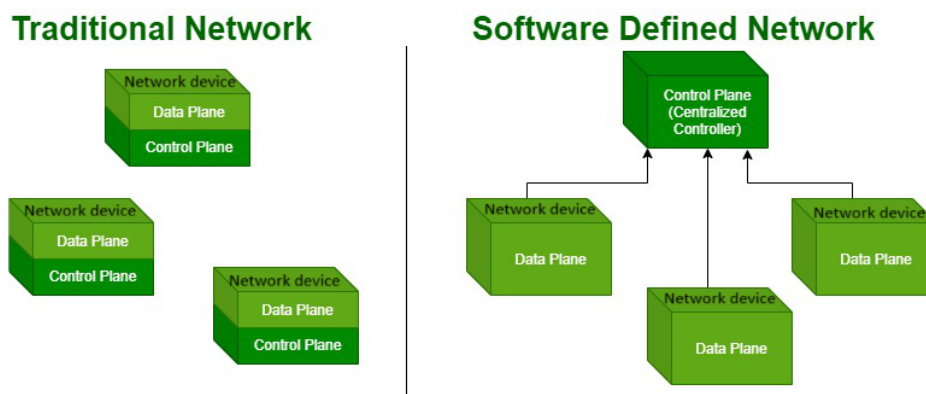 Traditional Network
Network device
Data Plane
Control Plane
Network device
Data Plane
Control Plane
Network device
Data Plane
Control Plane
Software Defined Network
Control Plane
(Centralized
Controller)
Network device
Data Plane
Network device
Data Plane
Network device
Data Plane